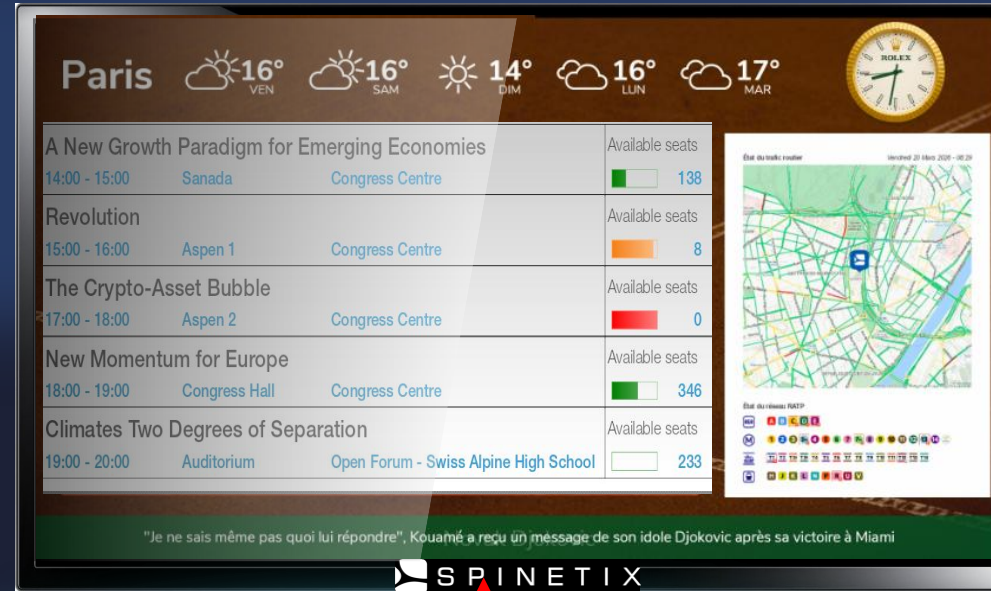 Paris
16° VEN
16° SAM
14° DIM
16° LUN
17° MAR
ROLEX
A New Growth Paradigm for Emerging Economies
Available seats
14:00 - 15:00 Sanada Congress Centre 138
Revolution
Available seats
15:00 - 16:00 Aspen 1 Congress Centre 8
The Crypto-Asset Bubble
Available seats
17:00 - 18:00 Aspen 2 Congress Centre 0
New Momentum for Europe
Available seats
18:00 - 19:00 Congress Hall Congress Centre 346
Climates Two Degrees of Separation
Available seats
19:00 - 20:00 Auditorium Open Forum - Swiss Alpine High School 233
État du trafic routier
Vendredi 20 Mars 2026 - 08:29
État du réseau RATP
"Je ne sais même pas quoi lui répondre", Kouamé a reçu un message de son idole Djokovic après sa victoire à Miami
SPINETIX